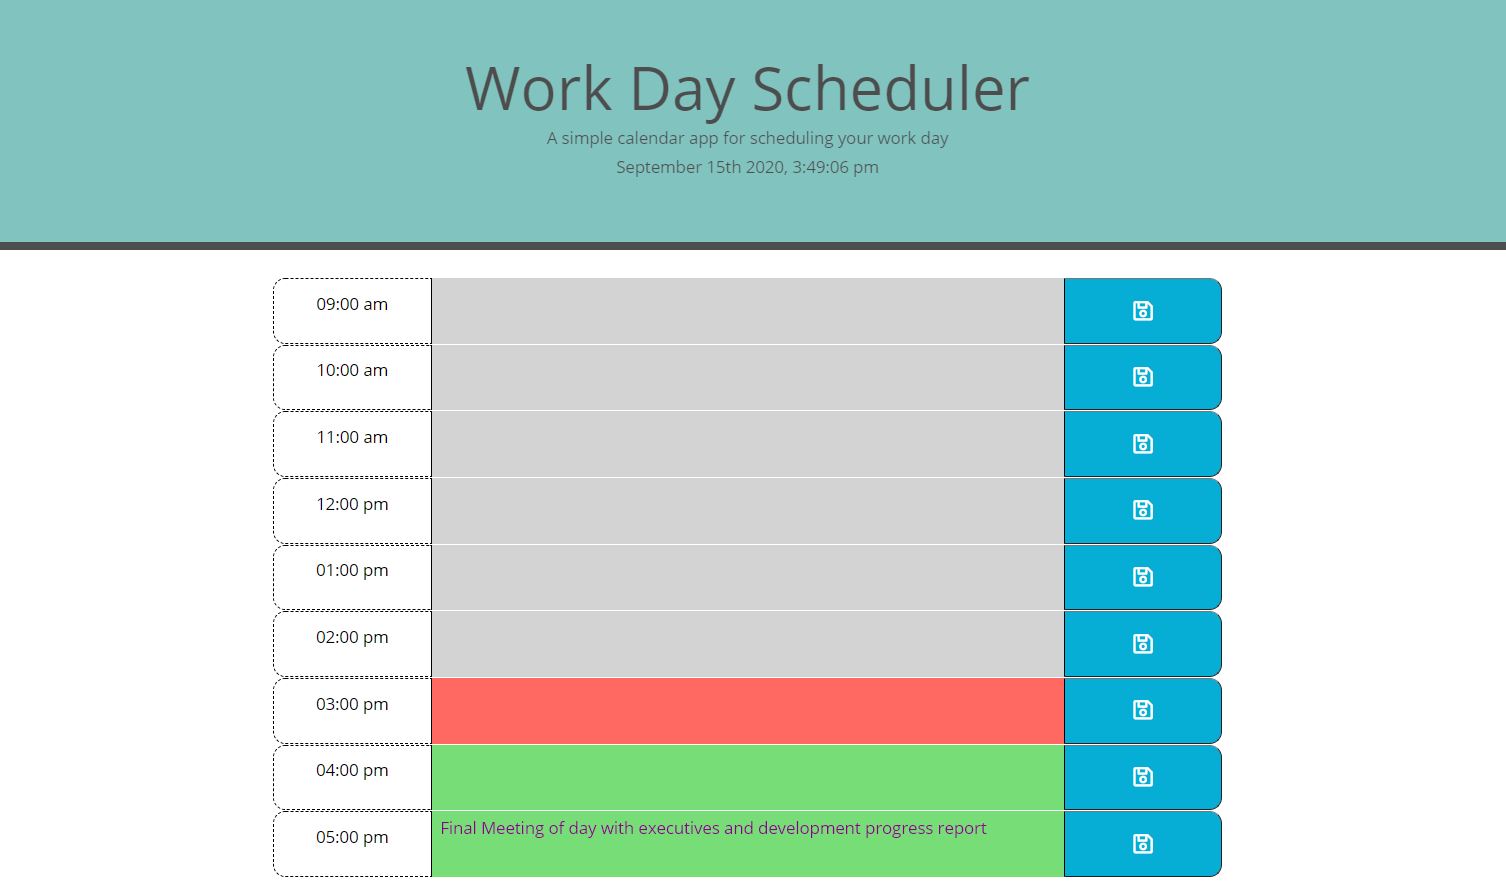 Work Day Scheduler
A simple calendar app for scheduling your work day
September 15th 2020, 3:49:06 pm
09:00 am
10:00 am
11:00 am
12:00 pm
01:00 pm
02:00 pm
03:00 pm
04:00 pm
05:00 pm Final Meeting of day with executives and development progress report